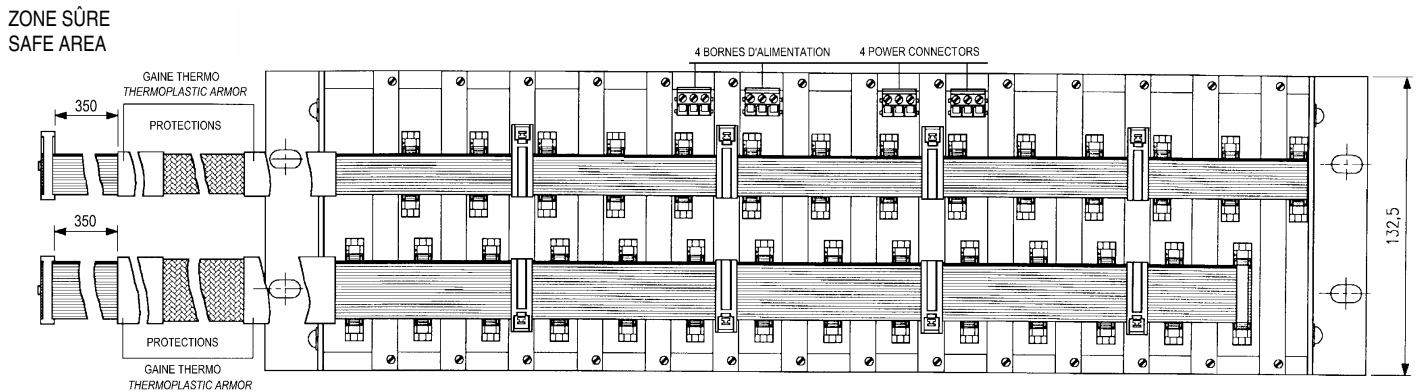 ZONE SÛRE
SAFE AREA
4 BORNES D'ALIMENTATION
4 POWER CONNECTORS
GAINE THERMO
THERMOPLASTIC ARMOR
350
PROTECTIONS
350
132,5
PROTECTIONS
GAINE THERMO
THERMOPLASTIC ARMOR